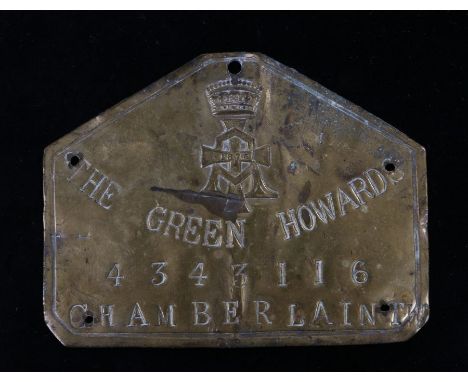 THE GREEN HOWARDS
4343116
CHAMBERLAIN T